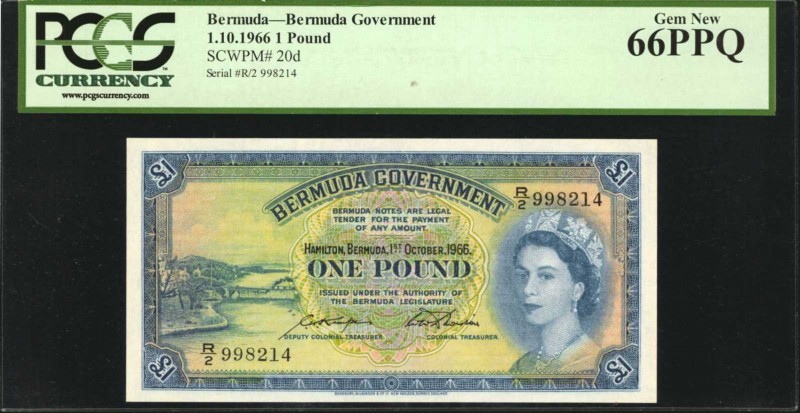 PCGS
CURRENCY
www.pcgscurrency.com
Bermuda—Bermuda Government
1.10.1966 1 Pound
SCWPM# 20d
Serial #R/2 998214
Gem New
66PPQ
£1
£1
BERMUDA GOVERNMENT
R/2 998214
BERMUDA NOTES ARE LEGAL
TENDER FOR THE PAYMENT
OF ANY AMOUNT.
HAMILTON, BERMUDA, 1ST OCTOBER, 1966.
ONE POUND
ISSUED UNDER THE AUTHORITY OF
THE BERMUDA LEGISLATURE
DEPUTY COLONIAL TREASURER
COLONIAL TREASURER
R/2 998214
£1
£1